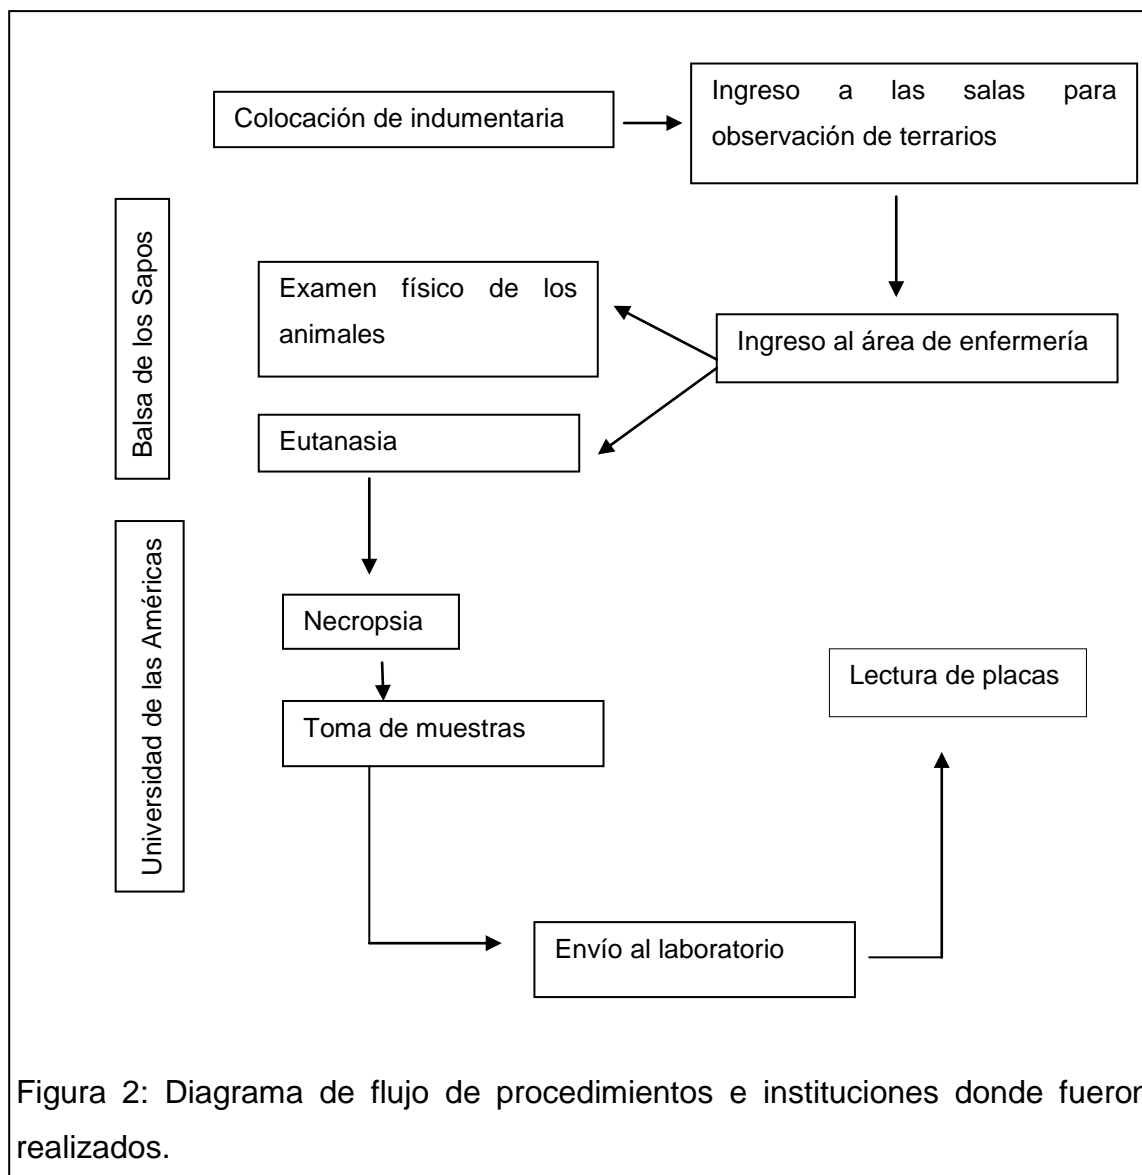 Colocación de indumentaria
Ingreso a las salas para
observación de terrarios
Balsa de los Sapos
Examen físico de los
animales
Ingreso al área de enfermería
Eutanasia
Universidad de las Américas
Necropsia
Toma de muestras
Lectura de placas
Envío al laboratorio
Figura 2: Diagrama de flujo de procedimientos e instituciones donde fueron
realizados.